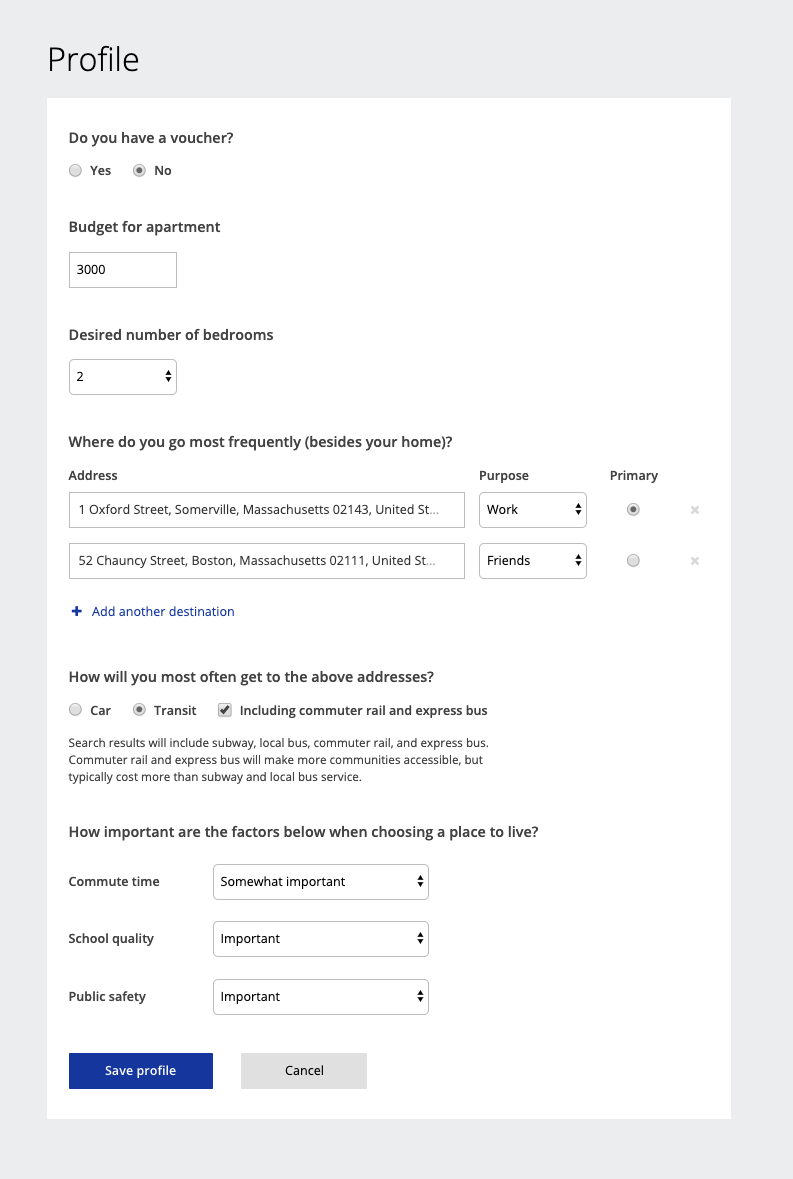 Profile
Do you have a voucher?
Yes No
Budget for apartment
3000
Desired number of bedrooms
2
Where do you go most frequently (besides your home)?
Address Purpose Primary
1 Oxford Street, Somerville, Massachusetts 02143, United St... Work
52 Chauncy Street, Boston, Massachusetts 02111, United St... Friends
Add another destination
How will you most often get to the above addresses?
Car Transit Including commuter rail and express bus
Search results will include subway, local bus, commuter rail, and express bus.
Commuter rail and express bus will make more communities accessible, but
typically cost more than subway and local bus service.
How important are the factors below when choosing a place to live?
Commute time Somewhat important
School quality Important
Public safety Important
Save profile Cancel